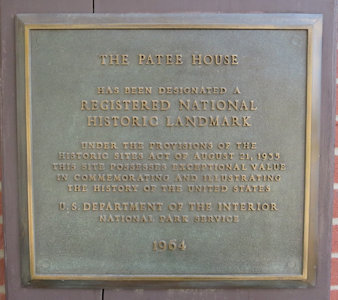 THE PATEE HOUSE
HAS BEEN DESIGNATED A
REGISTERED NATIONAL
HISTORIC LANDMARK
UNDER THE PROVISIONS OF THE
HISTORIC SITES ACT OF AUGUST 21, 1935
THIS SITE POSSESSES EXCEPTIONAL VALUE
IN COMMEMORATING AND ILLUSTRATING
THE HISTORY OF THE UNITED STATES
U.S. DEPARTMENT OF THE INTERIOR
NATIONAL PARK SERVICE
1964